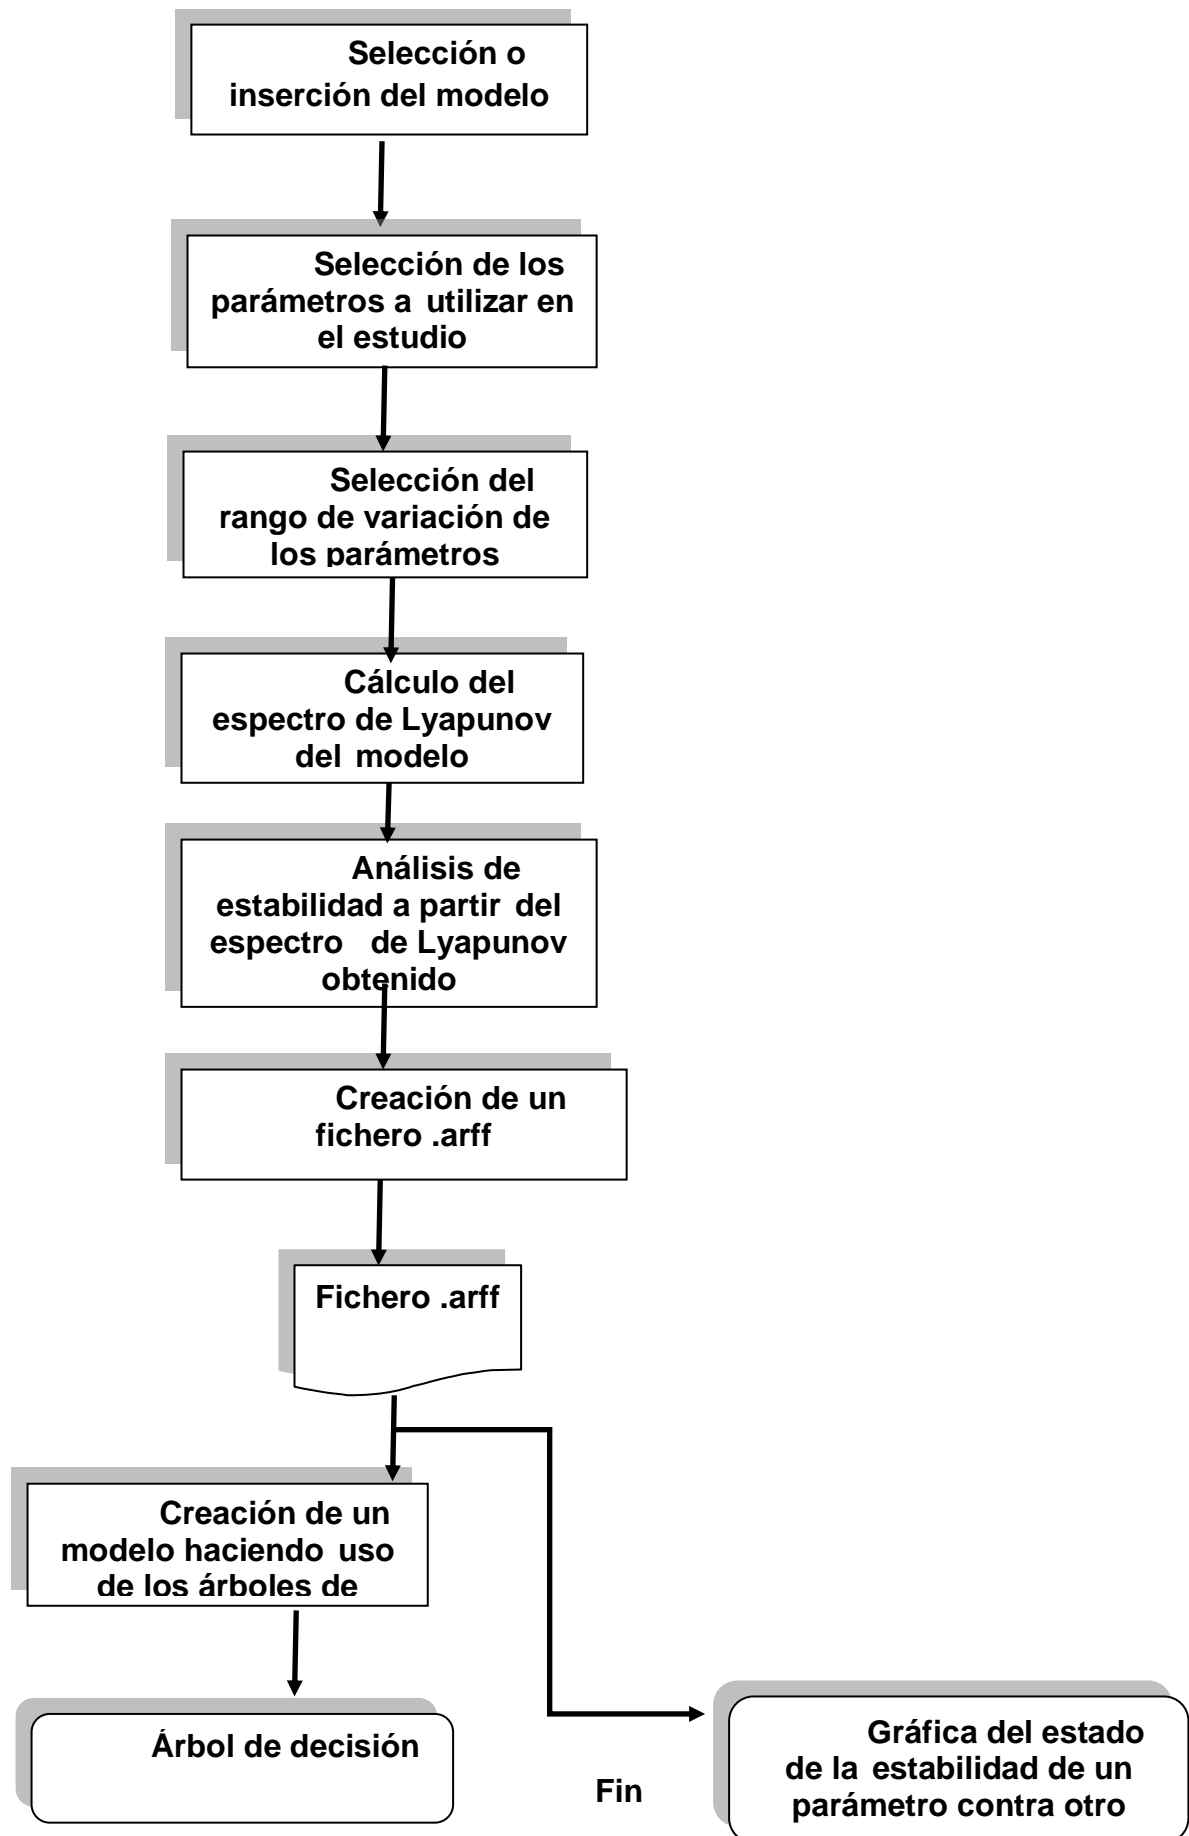 Selección o
inserción del modelo
Selección de los
parámetros a utilizar en
el estudio
Selección del
rango de variación de
los parámetros
Cálculo del
espectro de Lyapunov
del modelo
Análisis de
estabilidad a partir del
espectro de Lyapunov
obtenido
Creación de un
fichero .arff
Fichero .arff
Creación de un
modelo haciendo uso
de los árboles de
Árbol de decisión
Fin
Gráfica del estado
de la estabilidad de un
parámetro contra otro